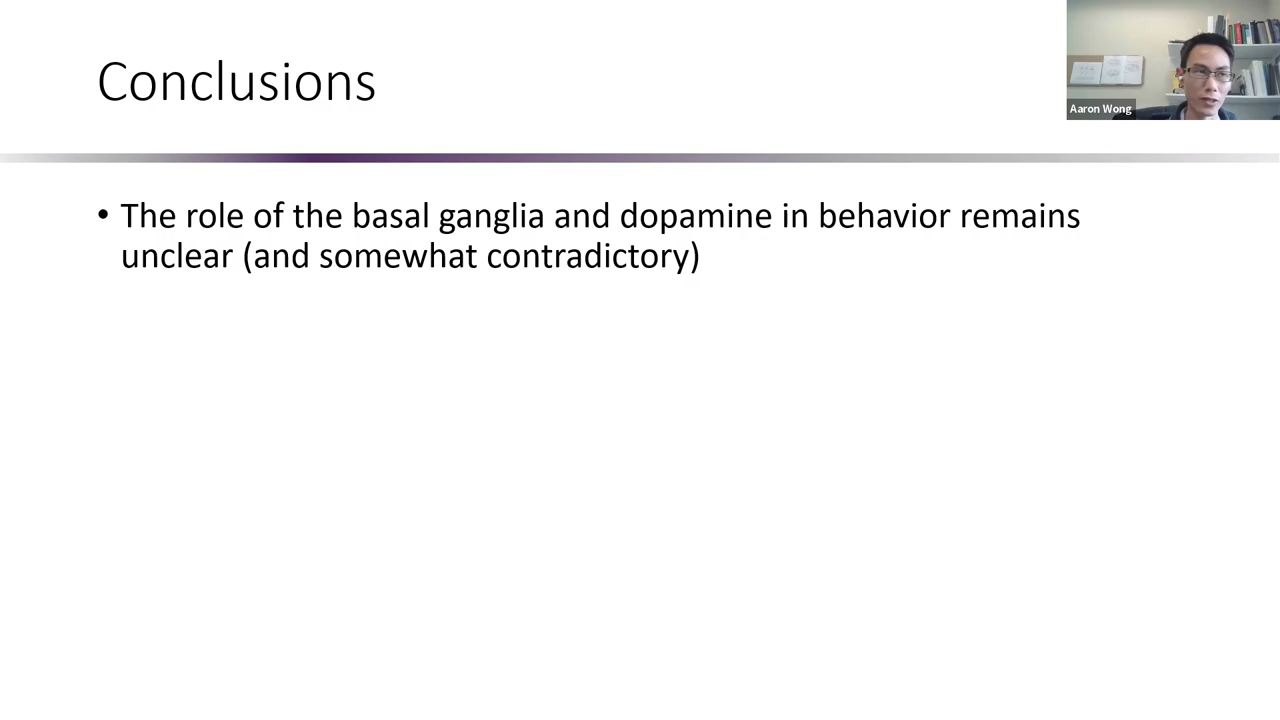 Conclusions
Aaron Wong
• The role of the basal ganglia and dopamine in behavior remains
unclear (and somewhat contradictory)